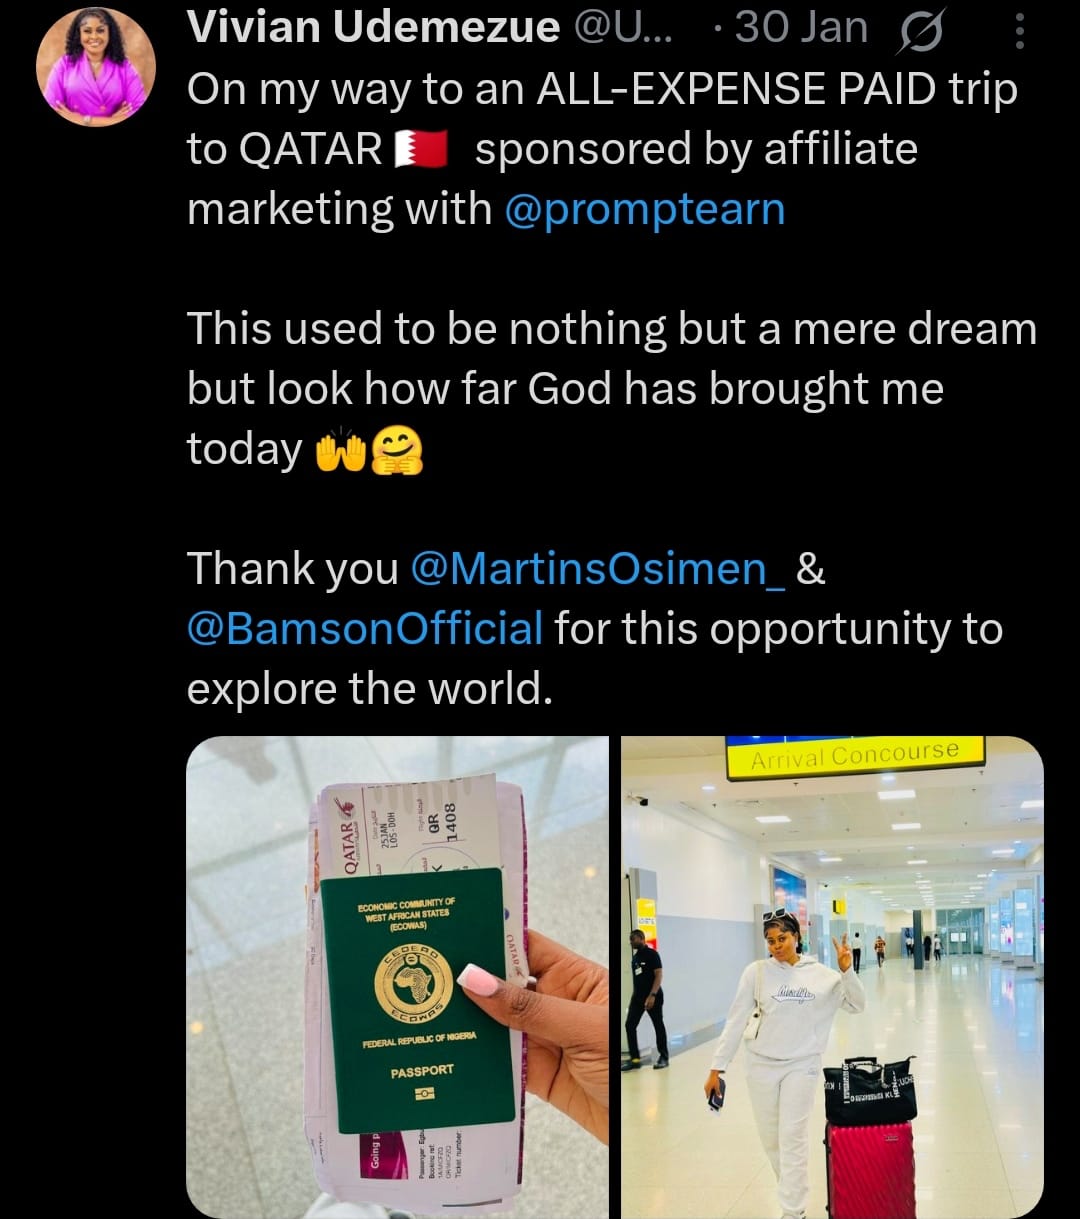 Vivian Udemezue @U... · 30 Jan
On my way to an ALL-EXPENSE PAID trip
to QATAR 🇧🇭 sponsored by affiliate
marketing with @promptearn
This used to be nothing but a mere dream
but look how far God has brought me
today 🙌🤗
Thank you @MartinsOsimen_ &
@BamsonOfficial for this opportunity to
explore the world.
QATAR
25JAN
LOS-DOH
QR
1408
ECONOMIC COMMUNITY OF
WEST AFRICAN STATES
(ECOWAS)
CEDEAO
ECOWAS
FEDERAL REPUBLIC OF NIGERIA
PASSPORT
QATAR
Going p
Passenger: Egbu
Booking ref:
Ticket number:
Arrival Concourse